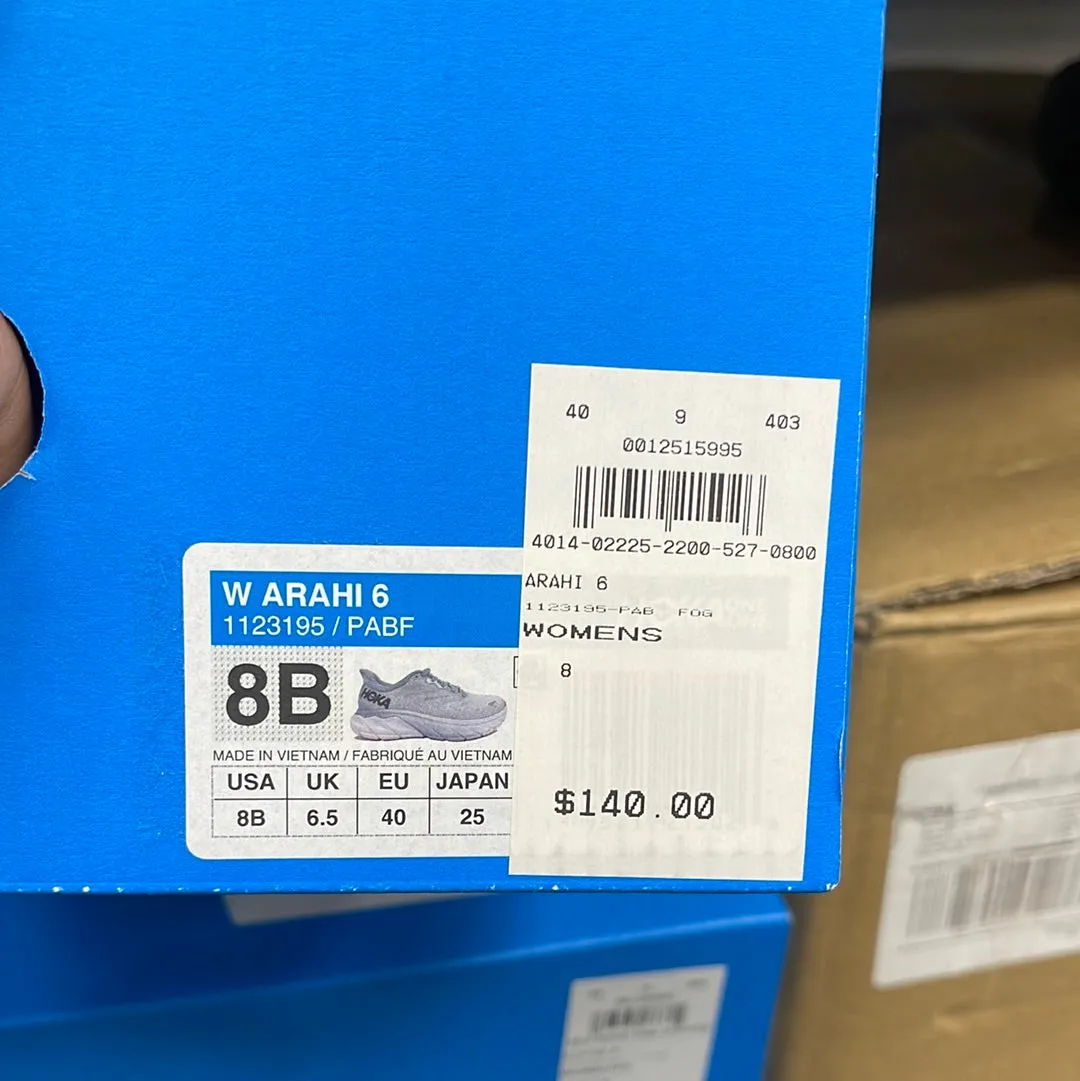 40 9 403
0012515995
4014-02225-2200-527-0800
ARAHI 6
1123195-PAB FOG
WOMENS
8
$140.00
W ARAHI 6
1123195 / PABF
8B
HOKA
MADE IN VIETNAM / FABRIQUÉ AU VIETNAM
USA UK EU JAPAN
8B 6.5 40 25